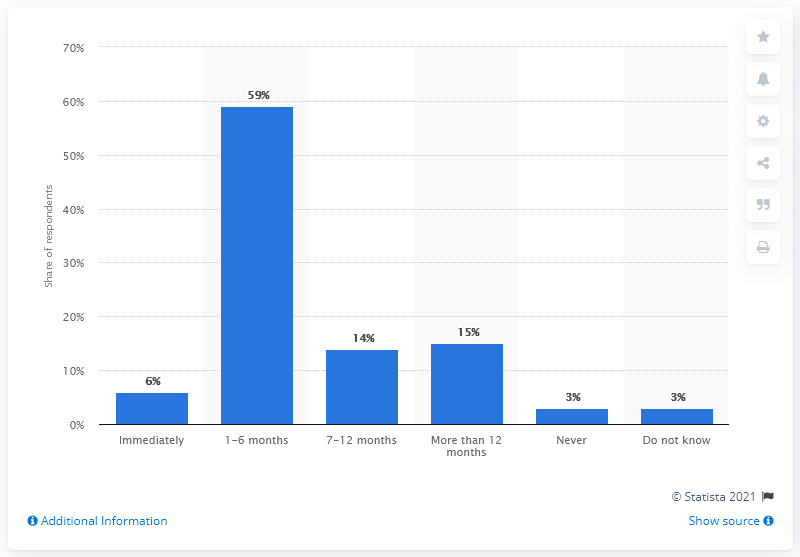 70%
60%
50%
40%
30%
20%
10%
0%
Share of respondents
6%
59%
14%
15%
3%
3%
Immediately
1-6 months
7-12 months
More than 12
months
Never
Do not know
© Statista 2021
Additional Information
Show source